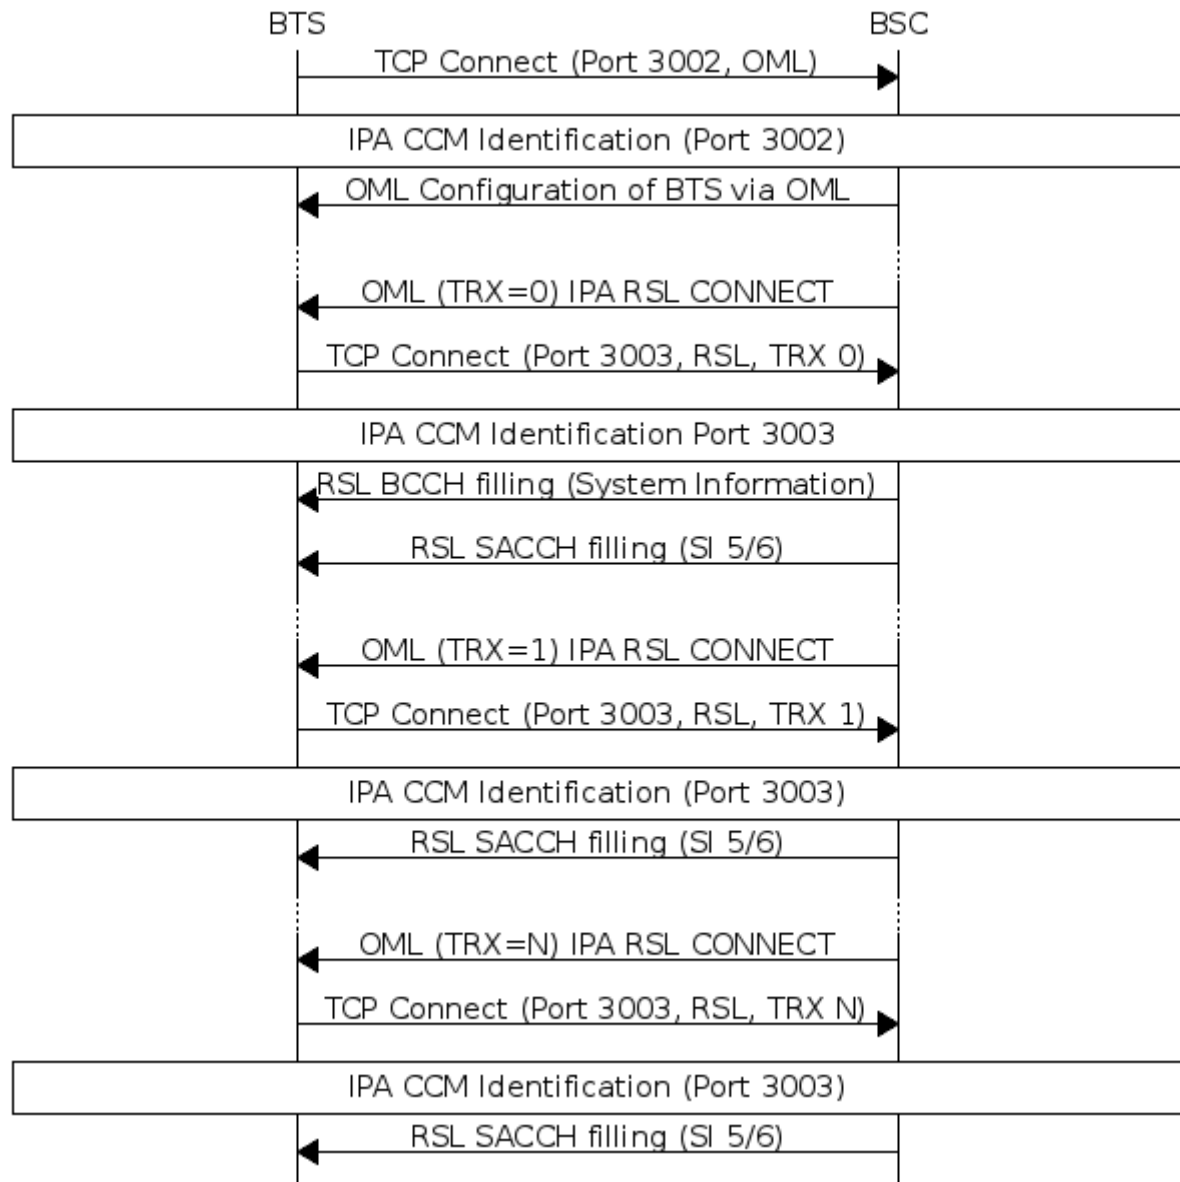 BTS BSC
TCP Connect (Port 3002, OML)
IPA CCM Identification (Port 3002)
OML Configuration of BTS via OML
OML (TRX=0) IPA RSL CONNECT
TCP Connect (Port 3003, RSL, TRX 0)
IPA CCM Identification Port 3003
RSL BCCH filling (System Information)
RSL SACCH filling (SI 5/6)
OML (TRX=1) IPA RSL CONNECT
TCP Connect (Port 3003, RSL, TRX 1)
IPA CCM Identification (Port 3003)
RSL SACCH filling (SI 5/6)
OML (TRX=N) IPA RSL CONNECT
TCP Connect (Port 3003, RSL, TRX N)
IPA CCM Identification (Port 3003)
RSL SACCH filling (SI 5/6)